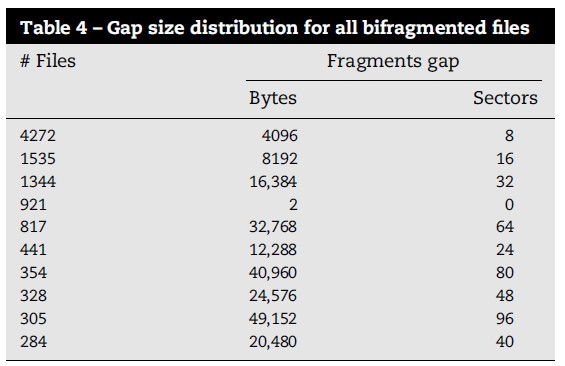 Table 4 – Gap size distribution for all bifragmented files
# Files Fragments gap
Bytes Sectors
4272 4096 8
1535 8192 16
1344 16,384 32
921 2 0
817 32,768 64
441 12,288 24
354 40,960 80
328 24,576 48
305 49,152 96
284 20,480 40